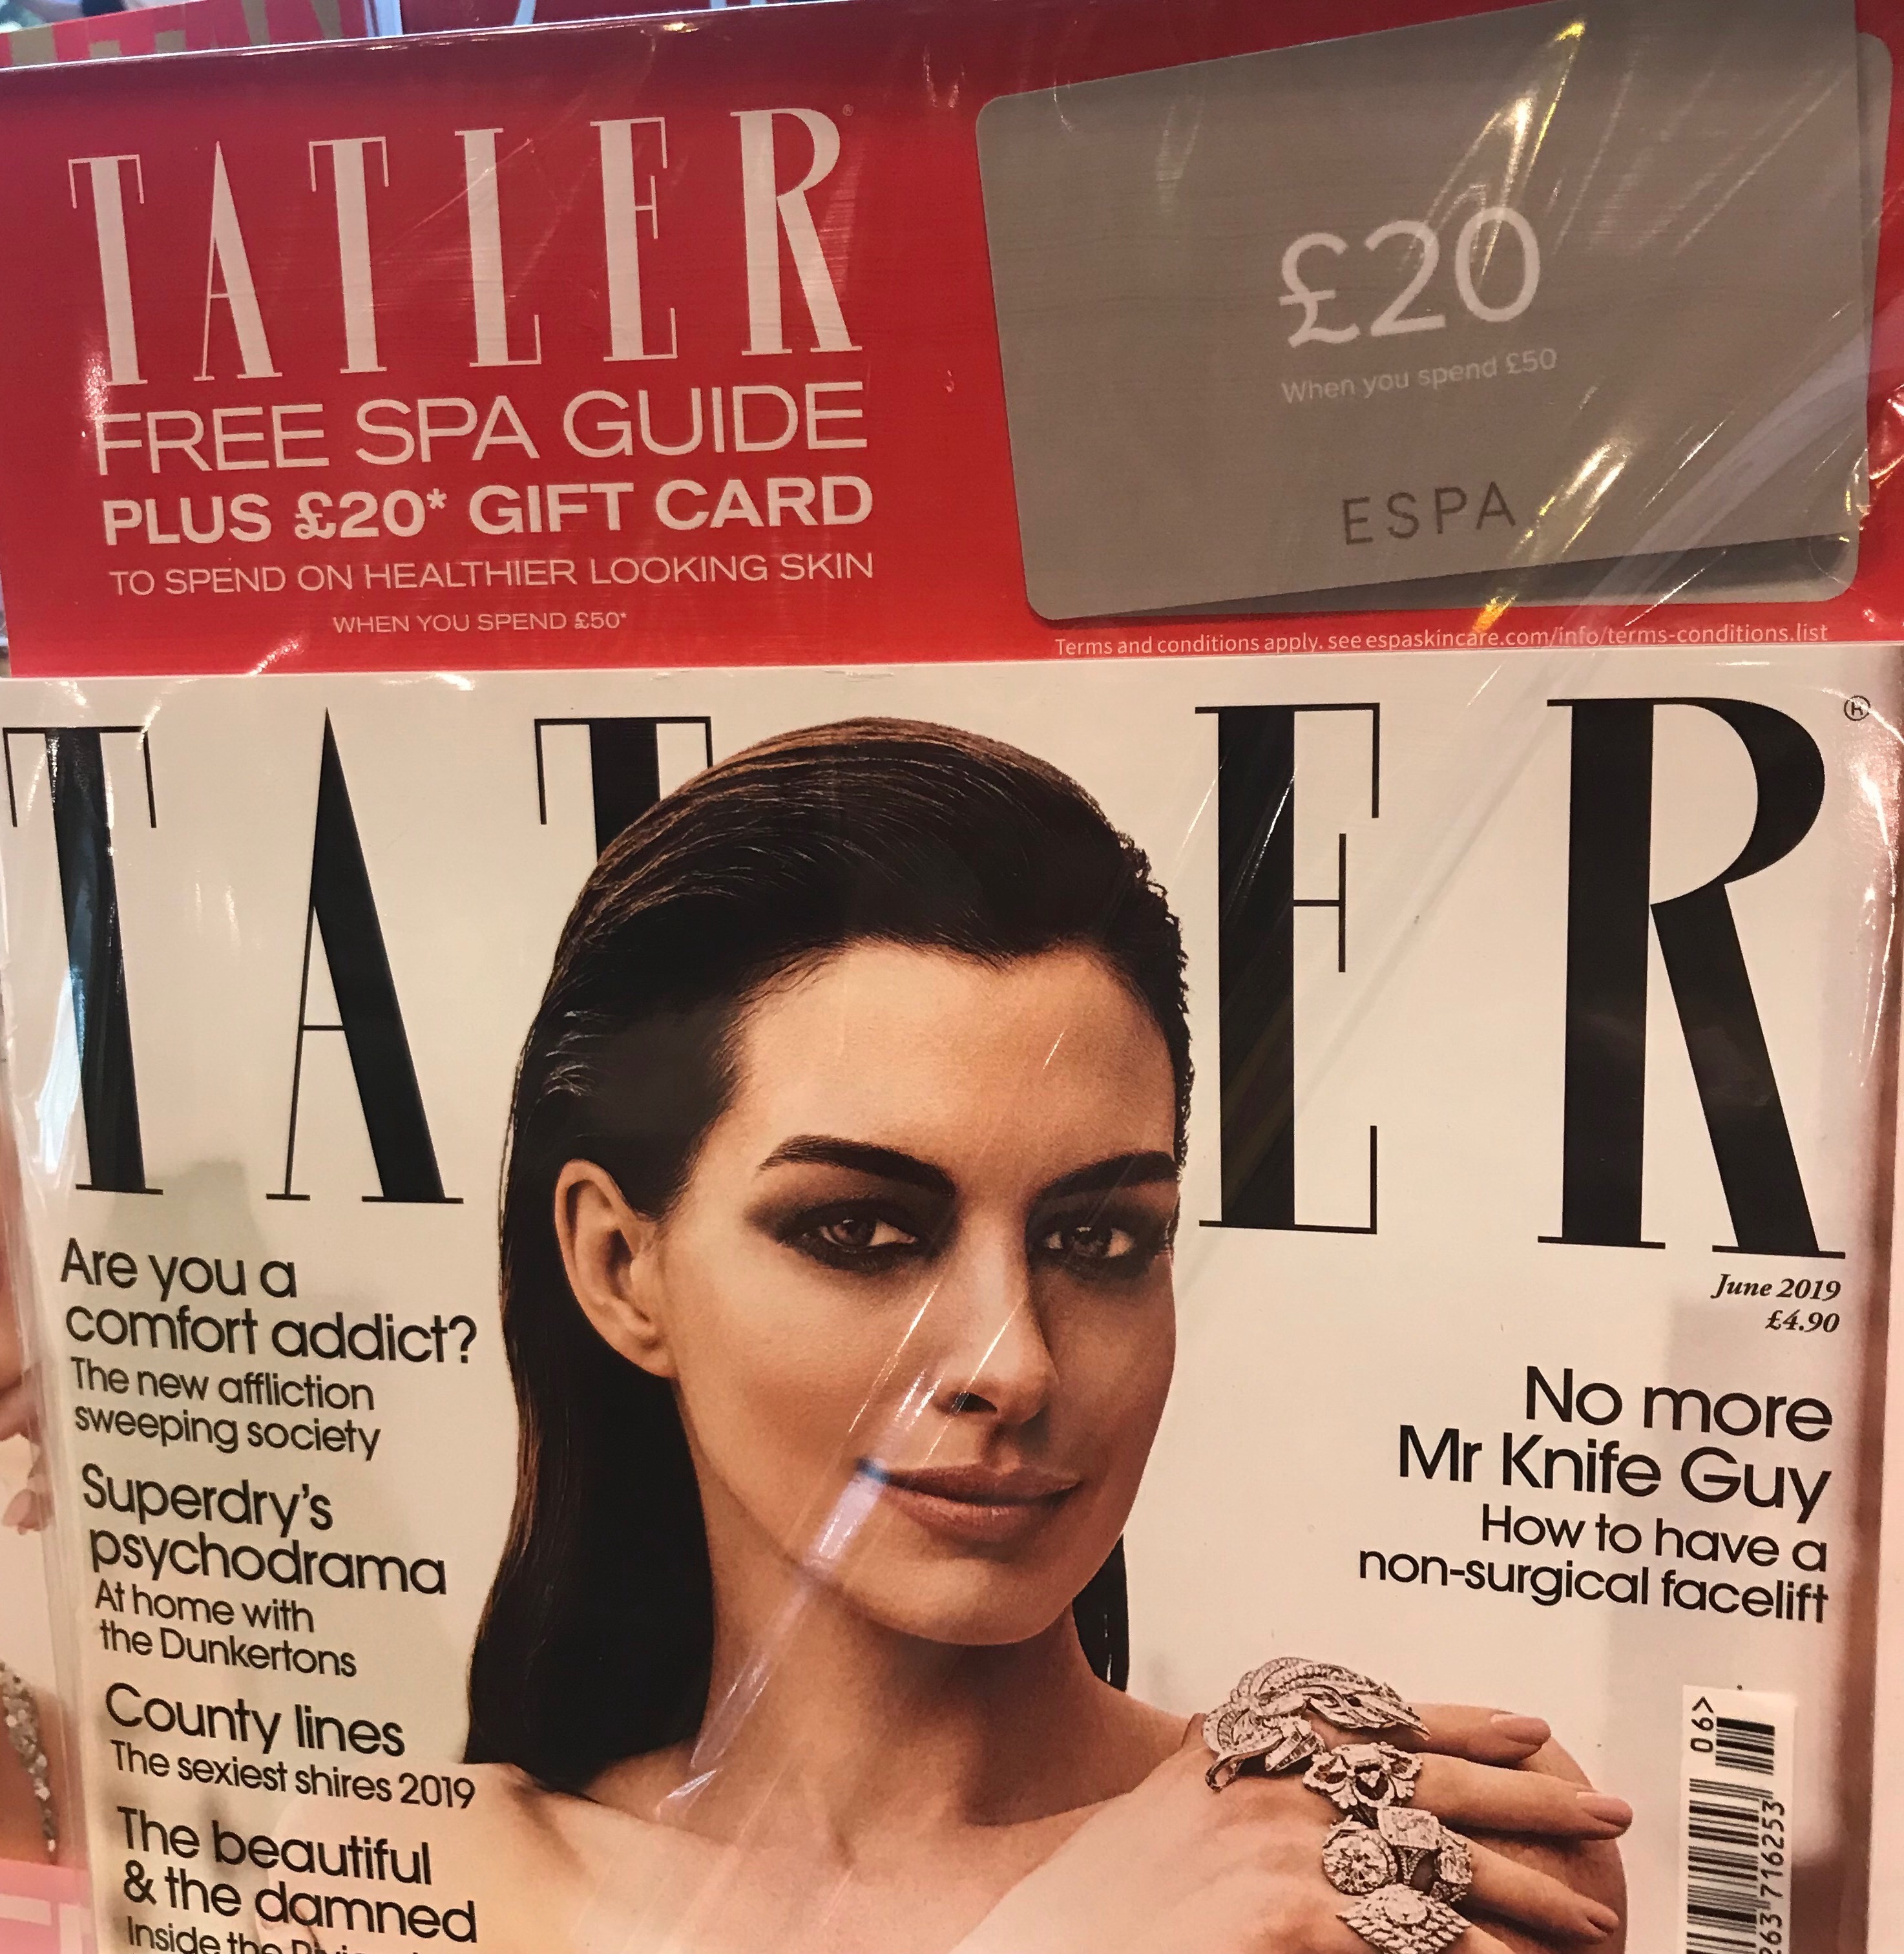 TATLER
FREE SPA GUIDE
PLUS £20* GIFT CARD
TO SPEND ON HEALTHIER LOOKING SKIN
WHEN YOU SPEND £50*
£20
When you spend £50
ESPA
Terms and conditions apply. see espaskincare.com/info/terms-conditions.list
TATLER
June 2019
£4.90
Are you a
comfort addict?
The new affliction
sweeping society
Superdry's
psychodrama
At home with
the Dunkertons
County lines
The sexiest shires 2019
The beautiful
& the damned
Inside the
No more
Mr Knife Guy
How to have a
non-surgical facelift
06>
716253